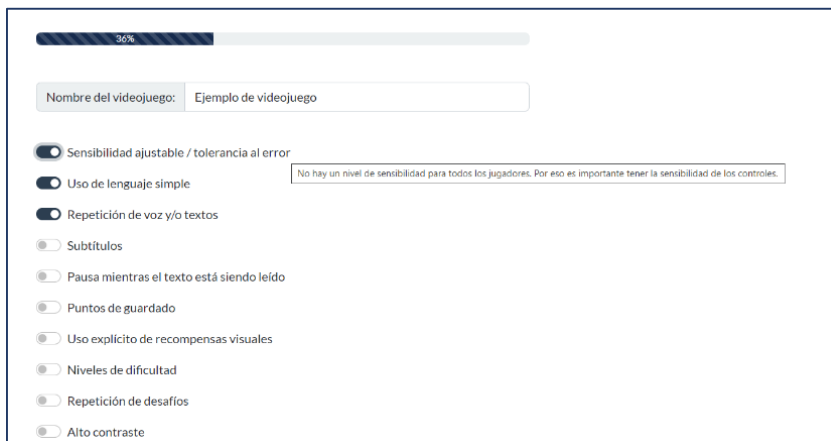 36%
Nombre del videojuego: Ejemplo de videojuego
Sensibilidad ajustable / tolerancia al error
No hay un nivel de sensibilidad para todos los jugadores. Por eso es importante tener la sensibilidad de los controles.
Uso de lenguaje simple
Repetición de voz y/o textos
Subtítulos
Pausa mientras el texto está siendo leído
Puntos de guardado
Uso explícito de recompensas visuales
Niveles de dificultad
Repetición de desafíos
Alto contraste